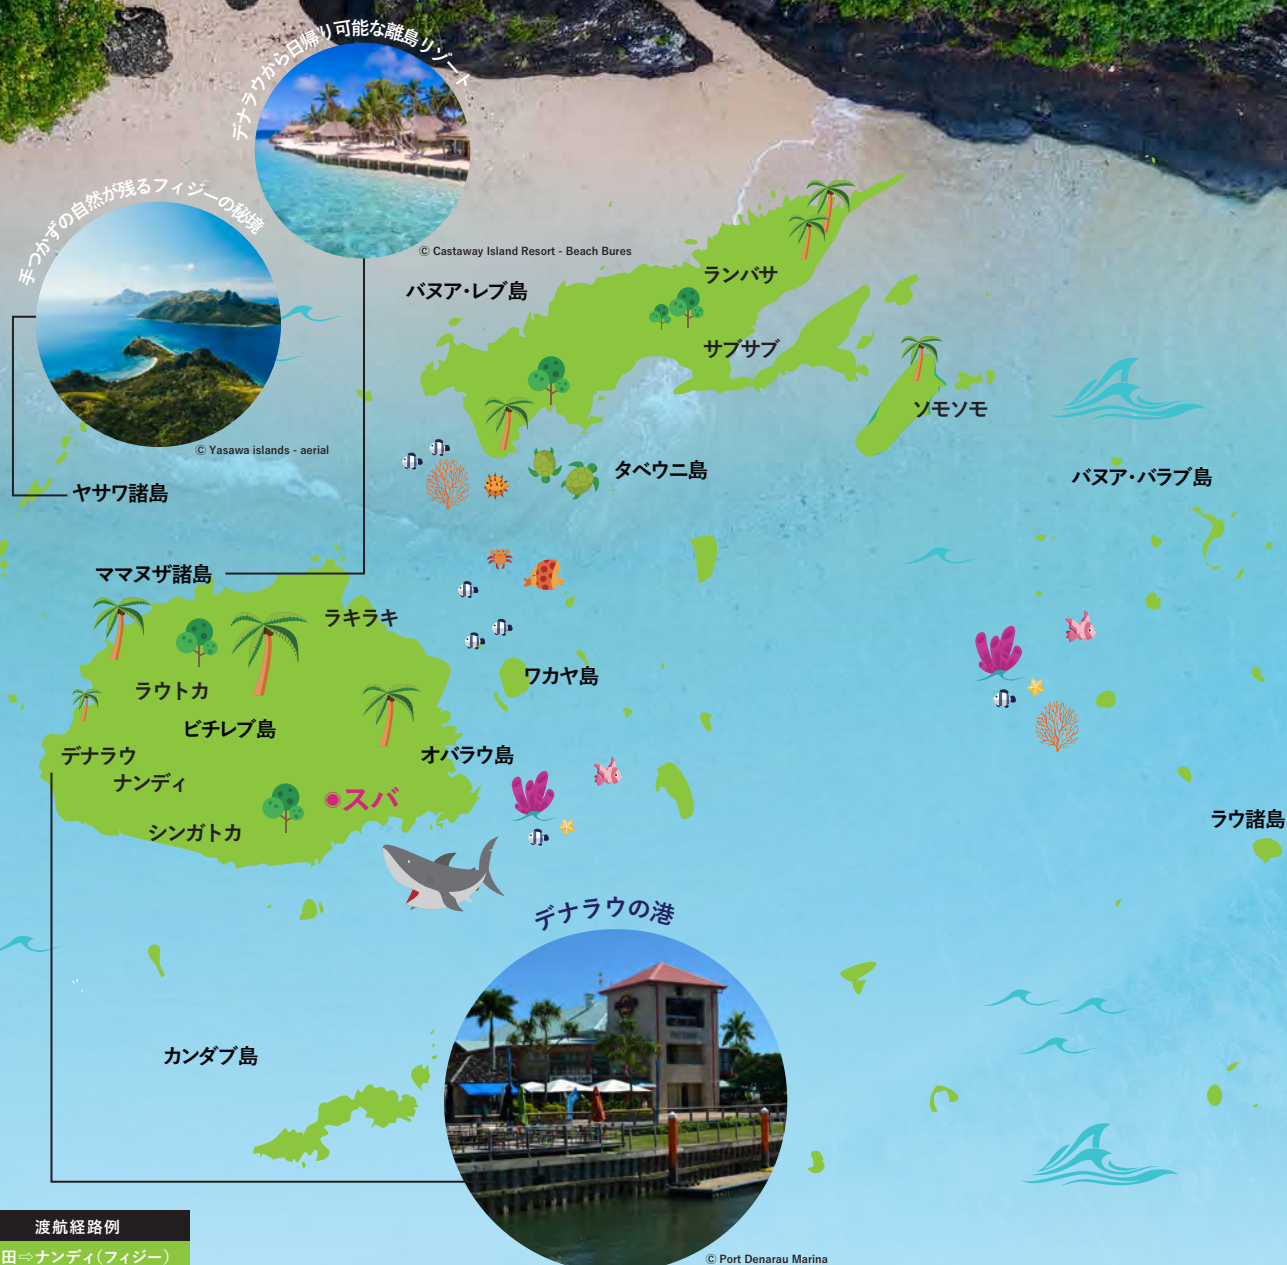 デナラウから日帰り可能な離島リゾート
手つかずの自然が残るフィジーの秘境
© Castaway Island Resort - Beach Bures
ランバサ
バヌア・レブ島
サブサブ
ソモソモ
© Yasawa islands - aerial
タベウニ島
バヌア・バラブ島
ヤサワ諸島
ママヌザ諸島
ラキラキ
ワカヤ島
ラウトカ
ビチレブ島
デナラウ
オバラウ島
ナンディ
スバ
シンガトカ
ラウ諸島
デナラウの港
カンダブ島
渡航経路例
田⇨ナンディ(フィジー)
© Port Denarau Marina